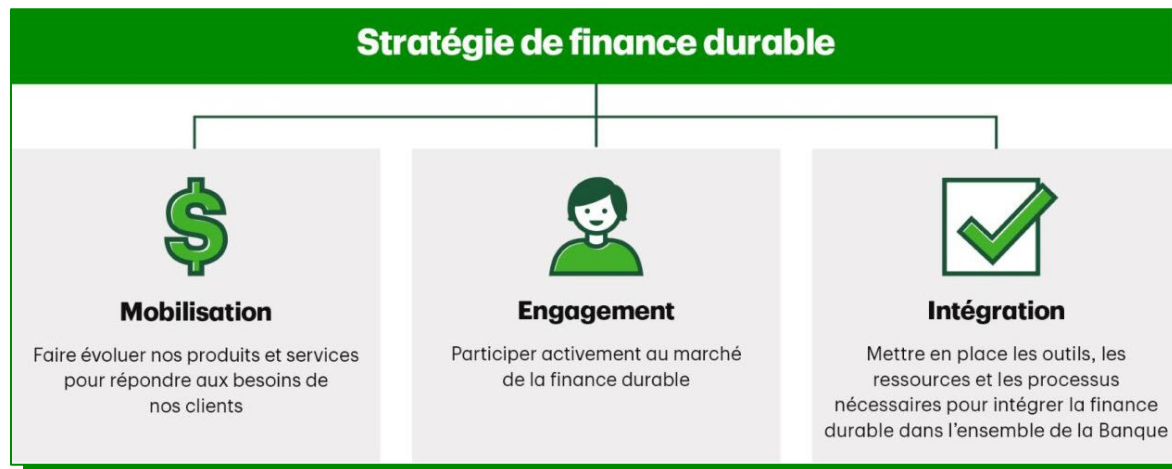 Stratégie de finance durable
Mobilisation
Faire évoluer nos produits et services
pour répondre aux besoins de
nos clients
Engagement
Participer activement au marché
de la finance durable
Intégration
Mettre en place les outils, les
ressources et les processus
nécessaires pour intégrer la finance
durable dans l'ensemble de la Banque